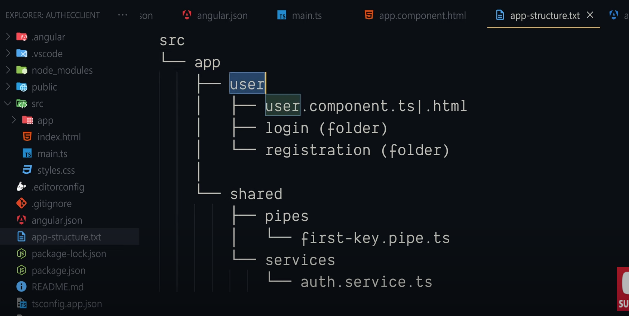 EXPLORER: AUTHECCLIENT ... son angular.json main.ts app.component.html app-structure.txt
.angular
.vscode
node_modules
public
src
app
index.html
main.ts
styles.css
.editorconfig
.gitignore
angular.json
app-structure.txt
package-lock.json
package.json
README.md
tsconfig.app.json
src
└── app
├── user
│ ├── user.component.ts|.html
│ ├── login (folder)
│ └── registration (folder)
│
└── shared
├── pipes
│ └── first-key.pipe.ts
└── services
└── auth.service.ts
SU